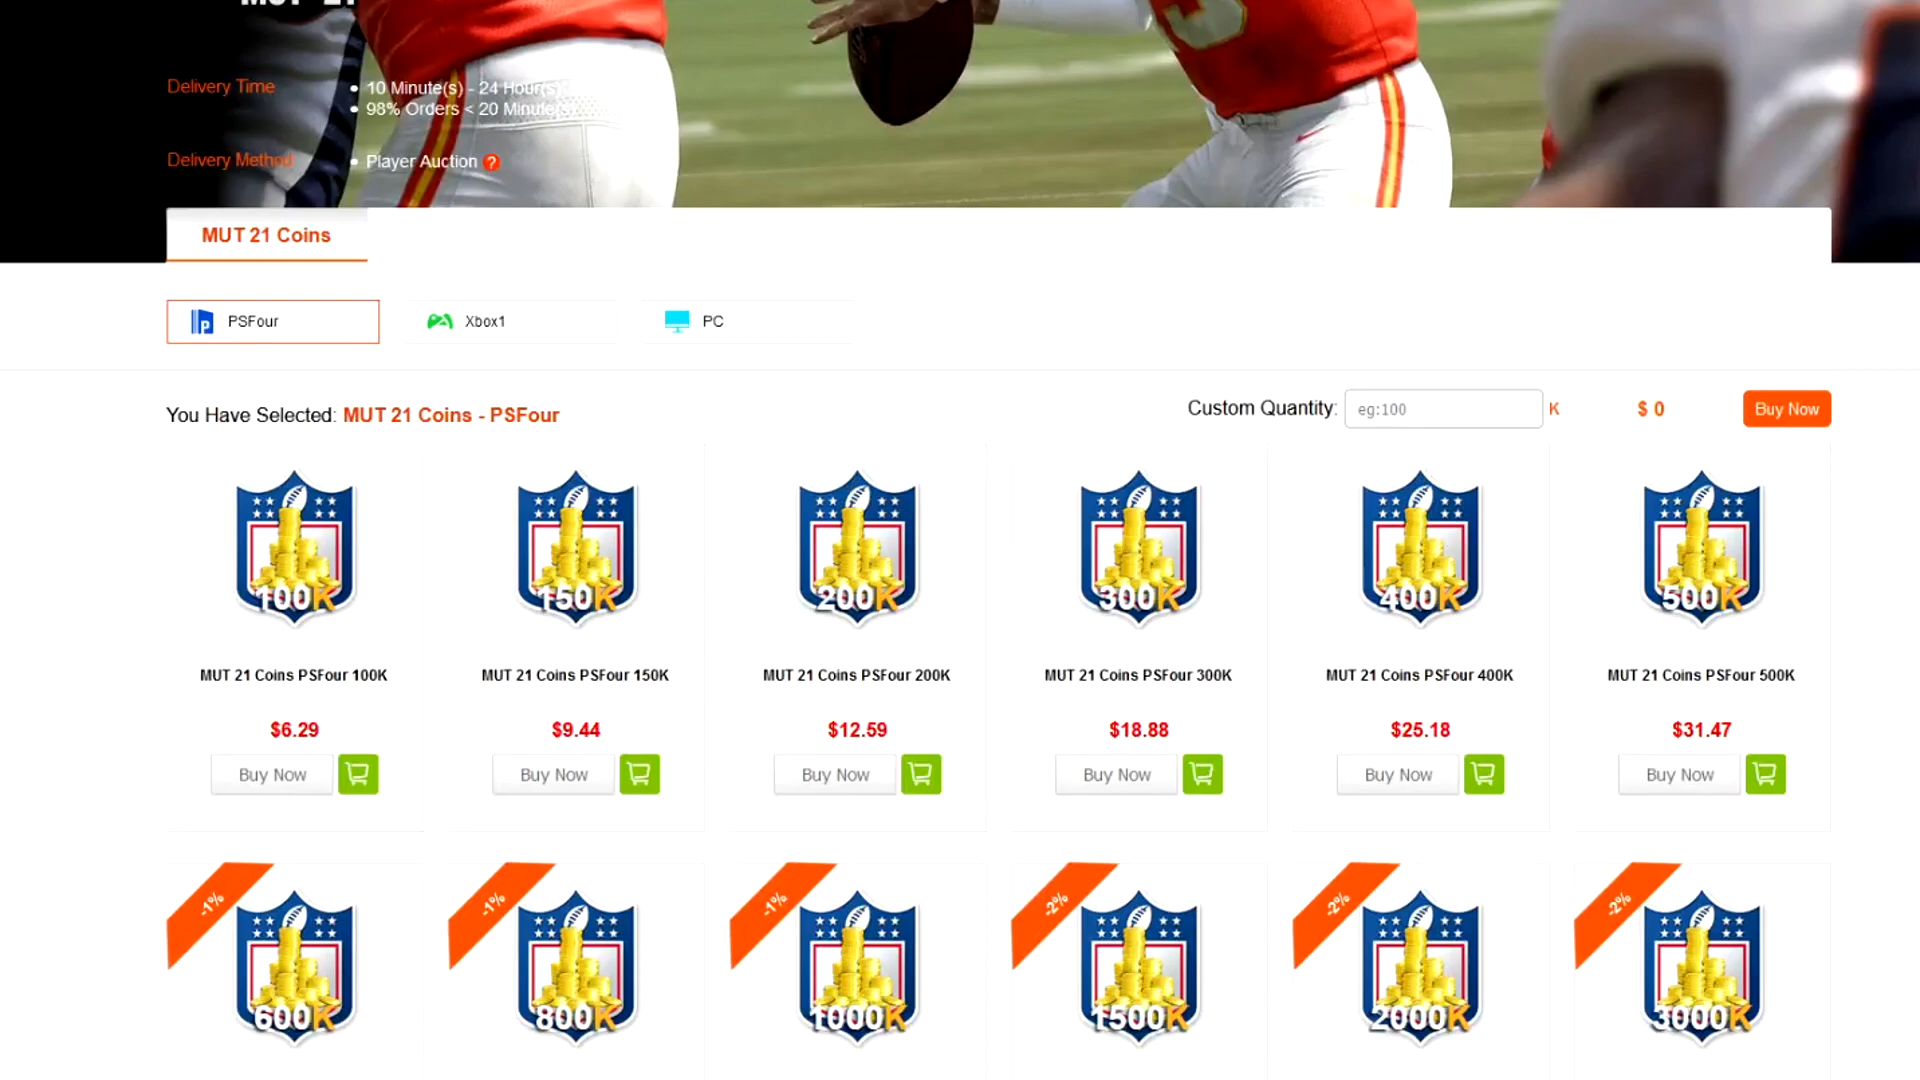 MUT 21
Delivery Time
10 Minute(s) - 24 Hour(s)
98% Orders < 20 Minute(s)
Delivery Method
Player Auction ?
MUT 21 Coins
PSFour
Xbox1
PC
You Have Selected: MUT 21 Coins - PSFour
Custom Quantity: eg:100 K $ 0 Buy Now
100K 150K 200K 300K 400K 500K
MUT 21 Coins PSFour 100K
MUT 21 Coins PSFour 150K
MUT 21 Coins PSFour 200K
MUT 21 Coins PSFour 300K
MUT 21 Coins PSFour 400K
MUT 21 Coins PSFour 500K
$6.29 $9.44 $12.59 $18.88 $25.18 $31.47
Buy Now Buy Now Buy Now Buy Now Buy Now Buy Now
-1% -1% -1% -2% -2% -2%
600K 800K 1000K 1500K 2000K 3000K